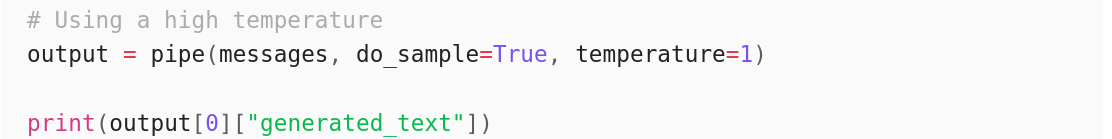 # Using a high temperature
output = pipe(messages, do_sample=True, temperature=1)
print(output[0]["generated_text"])